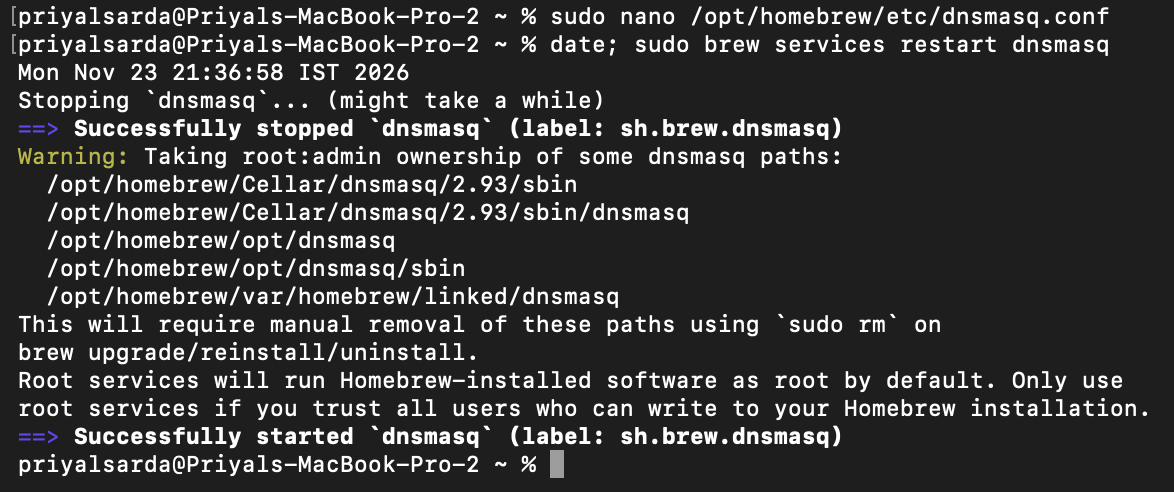 [priyalsarda@Priyals-MacBook-Pro-2 ~ % sudo nano /opt/homebrew/etc/dnsmasq.conf
[priyalsarda@Priyals-MacBook-Pro-2 ~ % date; sudo brew services restart dnsmasq
Mon Nov 23 21:36:58 IST 2026
Stopping `dnsmasq`... (might take a while)
==> Successfully stopped `dnsmasq` (label: sh.brew.dnsmasq)
Warning: Taking root:admin ownership of some dnsmasq paths:
  /opt/homebrew/Cellar/dnsmasq/2.93/sbin
  /opt/homebrew/Cellar/dnsmasq/2.93/sbin/dnsmasq
  /opt/homebrew/opt/dnsmasq
  /opt/homebrew/opt/dnsmasq/sbin
  /opt/homebrew/var/homebrew/linked/dnsmasq
This will require manual removal of these paths using `sudo rm` on
brew upgrade/reinstall/uninstall.
Root services will run Homebrew-installed software as root by default. Only use
root services if you trust all users who can write to your Homebrew installation.
==> Successfully started `dnsmasq` (label: sh.brew.dnsmasq)
priyalsarda@Priyals-MacBook-Pro-2 ~ %